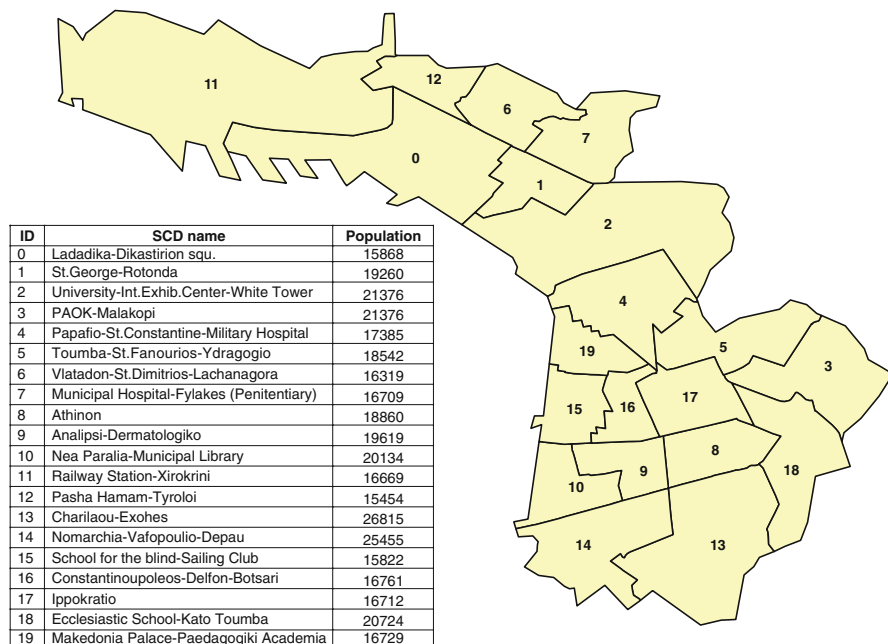 11
12
6
7
0
1
2
4
5
3
19
15
16
17
8
9
10
18
14
13
ID SCD name Population
0 Ladadika-Dikastirion squ. 15868
1 St.George-Rotonda 19260
2 University-Int.Exhib.Center-White Tower 21376
3 PAOK-Malakopi 21376
4 Papafio-St.Constantine-Military Hospital 17385
5 Toumba-St.Fanourios-Ydragogio 18542
6 Vlatadon-St.Dimitrios-Lachanagora 16319
7 Municipal Hospital-Fylakes (Penitentiary) 16709
8 Athinon 18860
9 Analipsi-Dermatologiko 19619
10 Nea Paralia-Municipal Library 20134
11 Railway Station-Xirokrini 16669
12 Pasha Hamam-Tyroloi 15454
13 Charilaou-Exohes 26815
14 Nomarchia-Vafopoulio-Depau 25455
15 School for the blind-Sailing Club 15822
16 Constantinoupoleos-Delfon-Botsari 16761
17 Ippokratio 16712
18 Ecclesiastic School-Kato Toumba 20724
19 Makedonia Palace-Paedagogiki Academia 16729